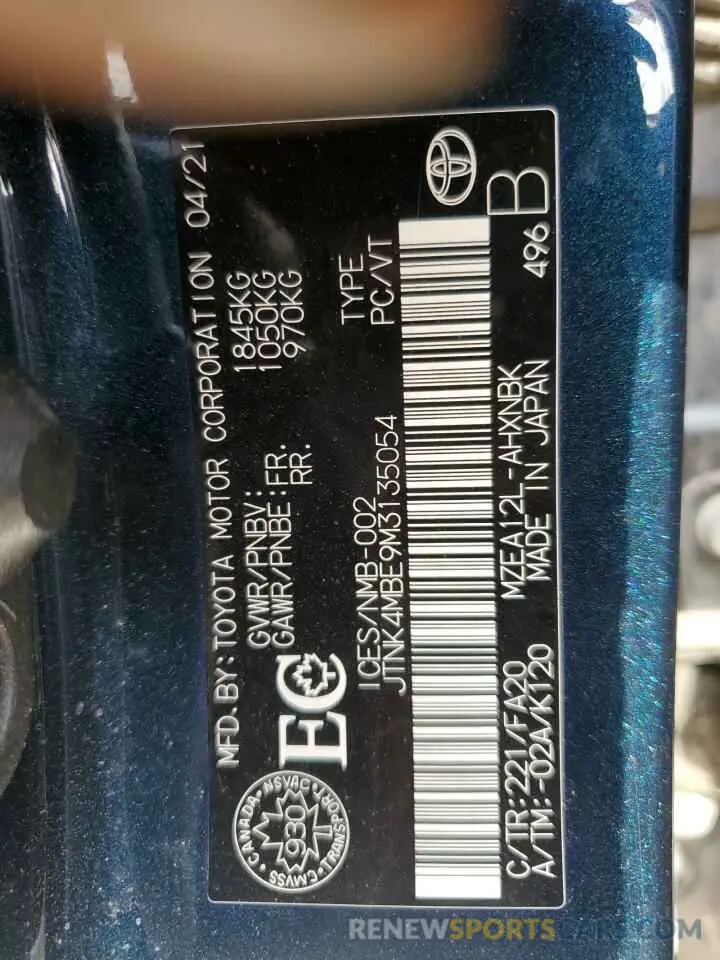 MFD. BY: TOYOTA MOTOR CORPORATION 04/21
GVWR/PNBV: 1845KG
GAWR/PNBE: FR. 1050KG
RR. 970KG
CANADA · NSVAC · TRANSPORT · CMVSS
930
EC
ICES/NMB-002 TYPE
JTNK4MBE9M3135054 PC/VT
C/TR: 221/FA20 MZEA12L-AHXNBK
A/TM: -02A/K120 MADE IN JAPAN 496
B
RENEWSPORTSCARS.COM